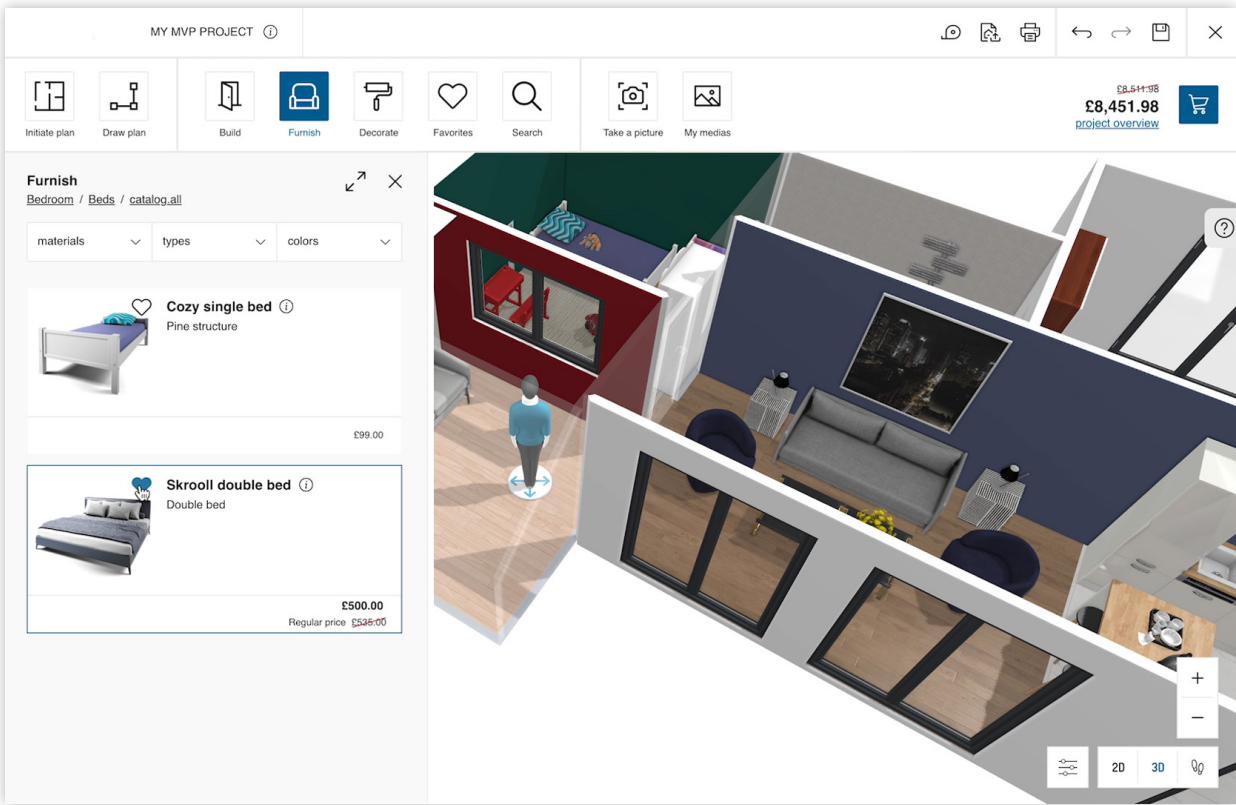 MY MVP PROJECT
Initiate plan
Draw plan
Build
Furnish
Decorate
Favorites
Search
Take a picture
My medias
£8,511.98
£8,451.98
project overview
Furnish
Bedroom / Beds / catalog.all
materials
types
colors
Cozy single bed
Pine structure
£99.00
Skrooll double bed
Double bed
£500.00
Regular price £535.00
?
+
−
2D
3D